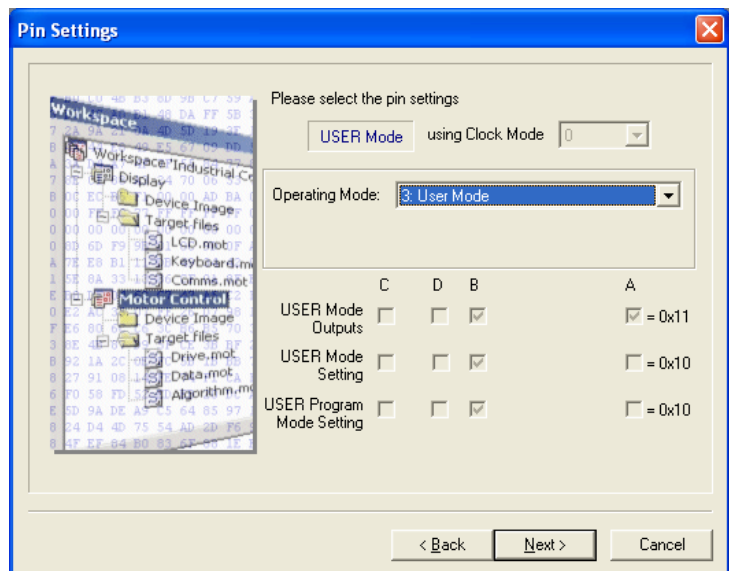 Pin Settings
Please select the pin settings
USER Mode using Clock Mode 0
Operating Mode: 3: User Mode
C D B A
USER Mode Outputs = 0x11
USER Mode Setting = 0x10
USER Program Mode Setting = 0x10
Workspace
Workspace 'Industrial
Display
Device Image
Target files
LCD.mot
Keyboard.m
Comms.mot
Motor Control
Device Image
Target files
Drive.mot
Data.mot
Algorithm.m
< Back Next > Cancel